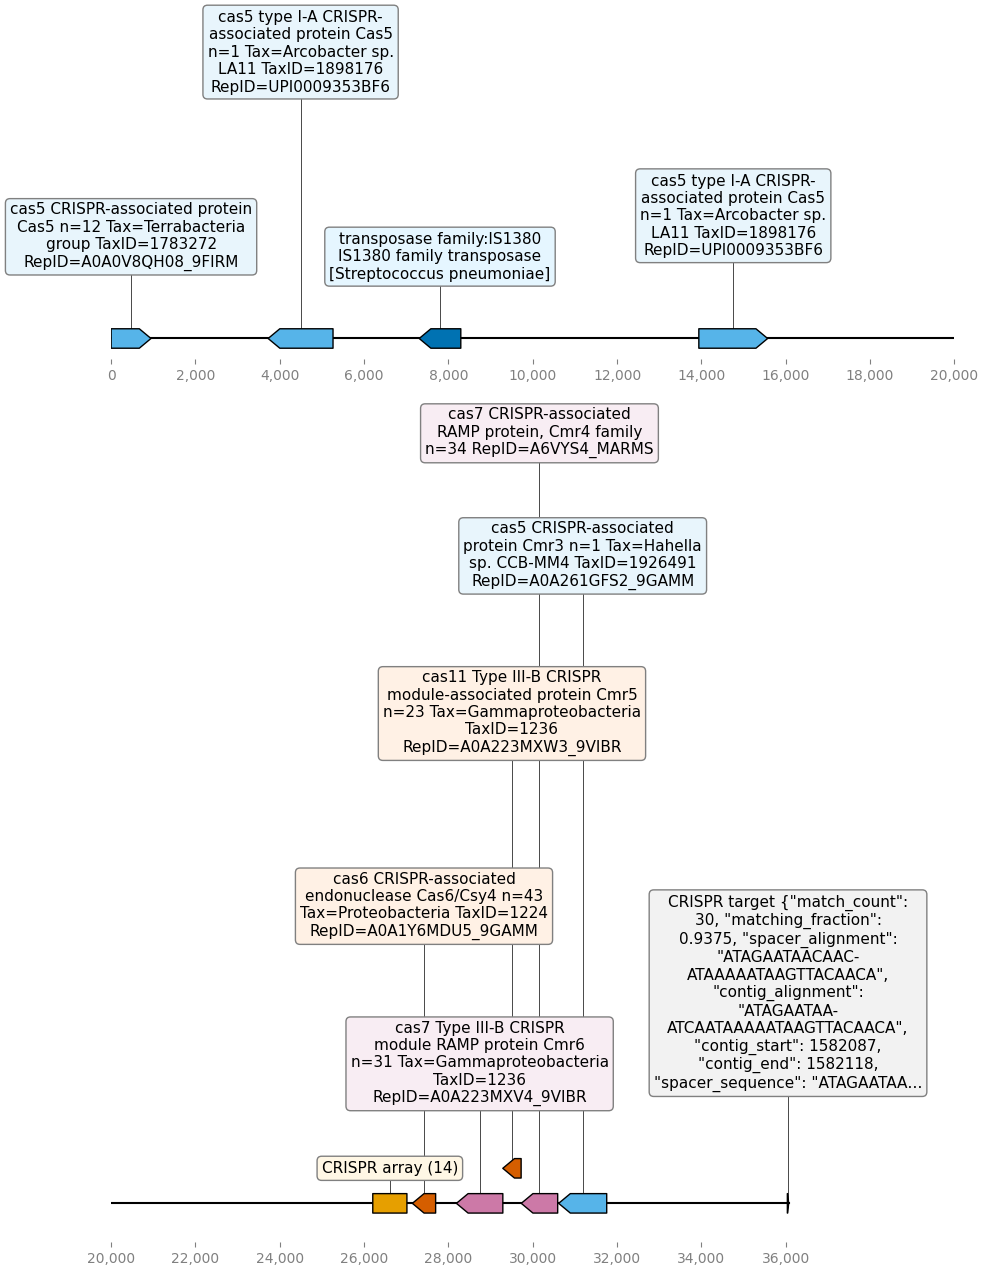 cas5 type I-A CRISPR-
associated protein Cas5
n=1 Tax=Arcobacter sp.
LA11 TaxID=1898176
RepID=UPI0009353BF6
cas5 CRISPR-associated protein
Cas5 n=12 Tax=Terrabacteria
group TaxID=1783272
RepID=A0A0V8QH08_9FIRM
transposase family:IS1380
IS1380 family transposase
[Streptococcus pneumoniae]
cas5 type I-A CRISPR-
associated protein Cas5
n=1 Tax=Arcobacter sp.
LA11 TaxID=1898176
RepID=UPI0009353BF6
0 2,000 4,000 6,000 8,000 10,000 12,000 14,000 16,000 18,000 20,000
cas7 CRISPR-associated
RAMP protein, Cmr4 family
n=34 RepID=A6VYS4_MARMS
cas5 CRISPR-associated
protein Cmr3 n=1 Tax=Hahella
sp. CCB-MM4 TaxID=1926491
RepID=A0A261GFS2_9GAMM
cas11 Type III-B CRISPR
module-associated protein Cmr5
n=23 Tax=Gammaproteobacteria
TaxID=1236
RepID=A0A223MXW3_9VIBR
cas6 CRISPR-associated
endonuclease Cas6/Csy4 n=43
Tax=Proteobacteria TaxID=1224
RepID=A0A1Y6MDU5_9GAMM
CRISPR target {"match_count":
30, "matching_fraction":
0.9375, "spacer_alignment":
"ATAGAATAACAAC-
ATAAAAATAAGTTACAACA",
"contig_alignment":
"ATAGAATAA-
ATCAATAAAAATAAGTTACAACA",
"contig_start": 1582087,
"contig_end": 1582118,
"spacer_sequence": "ATAGAATAA...
cas7 Type III-B CRISPR
module RAMP protein Cmr6
n=31 Tax=Gammaproteobacteria
TaxID=1236
RepID=A0A223MXV4_9VIBR
CRISPR array (14)
20,000 22,000 24,000 26,000 28,000 30,000 32,000 34,000 36,000